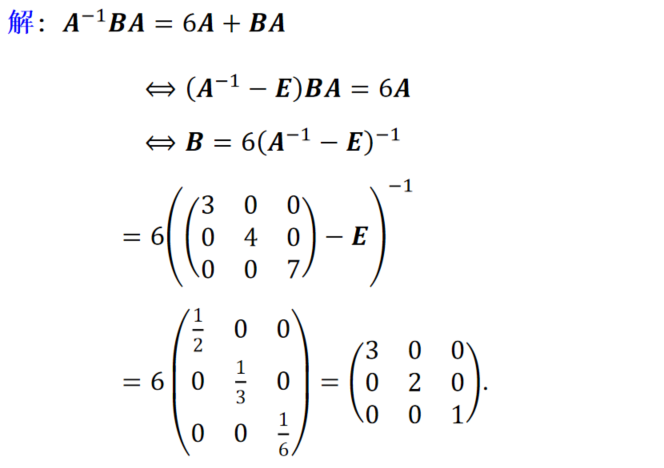 解: A⁻¹BA = 6A + BA
⟺ (A⁻¹ − E)BA = 6A
⟺ B = 6(A⁻¹ − E)⁻¹
= 6((3 0 0
0 4 0
0 0 7) − E)⁻¹
= 6(1/2 0 0
0 1/3 0
0 0 1/6) = (3 0 0
0 2 0
0 0 1).